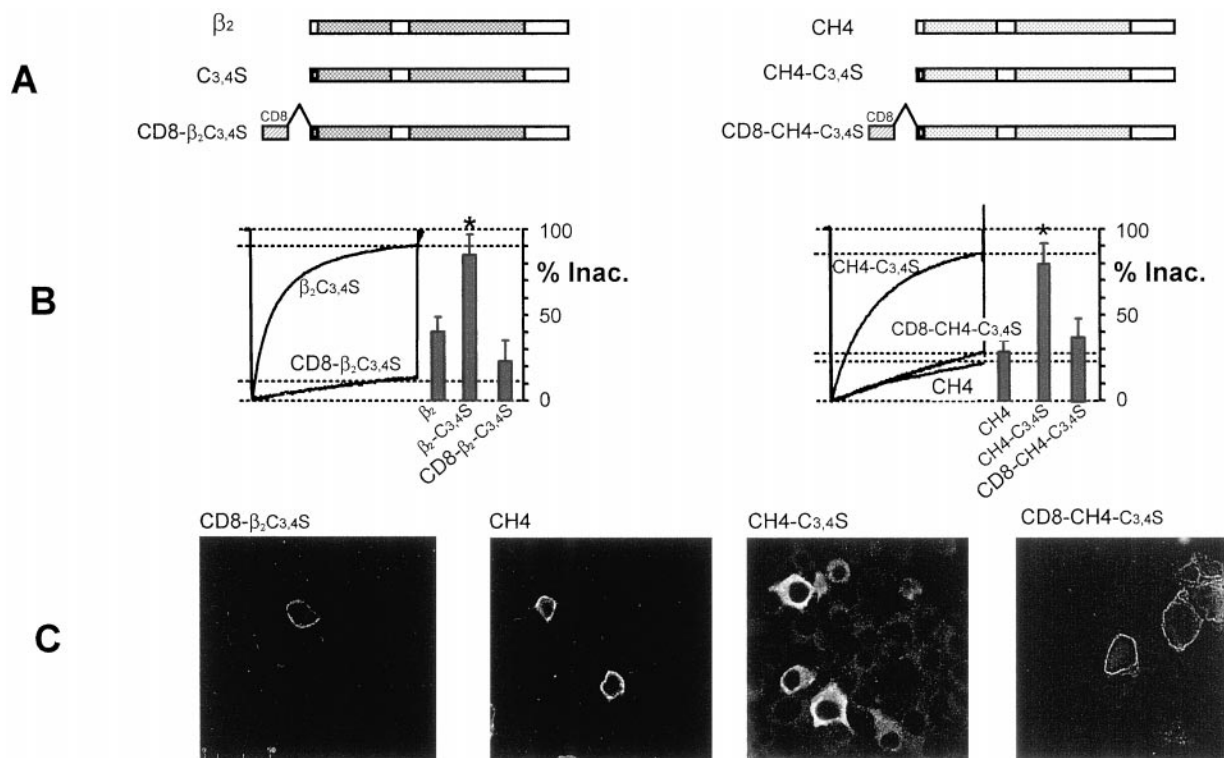 A
β₂
C₃,₄S
CD8
CD8-β₂C₃,₄S
CH4
CH4-C₃,₄S
CD8
CD8-CH4-C₃,₄S
B
β₂C₃,₄S
CD8-β₂C₃,₄S
*
100
% Inac.
50
0
β₂
β₂-C₃,₄S
CD8-β₂-C₃,₄S
CH4-C₃,₄S
CD8-CH4-C₃,₄S
CH4
*
100
% Inac.
50
0
CH4
CH4-C₃,₄S
CD8-CH4-C₃,₄S
C
CD8-β₂C₃,₄S
CH4
CH4-C₃,₄S
CD8-CH4-C₃,₄S